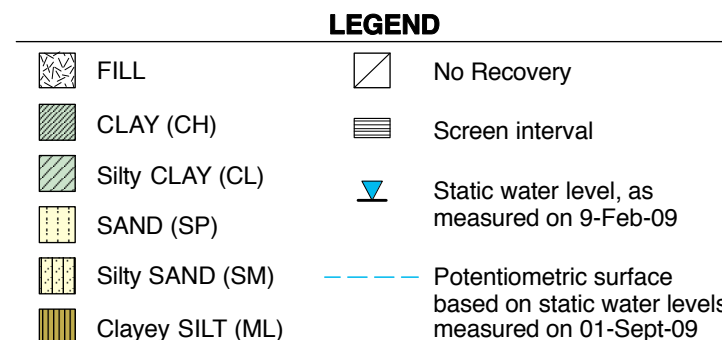 LEGEND
FILL
CLAY (CH)
Silty CLAY (CL)
SAND (SP)
Silty SAND (SM)
Clayey SILT (ML)
No Recovery
Screen interval
Static water level, as
measured on 9-Feb-09
Potentiometric surface
based on static water levels
measured on 01-Sept-09